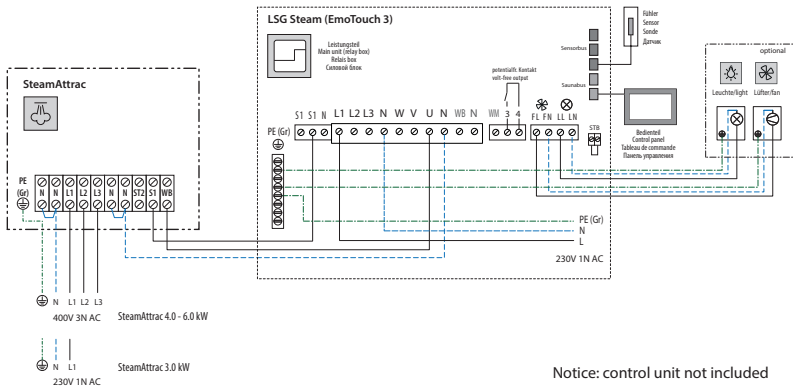 LSG Steam (EmoTouch 3)
Leistungsteil
Main unit (relay box)
Relais box
Силовой блок
Sensorbus
Saunabus
Fühler
Sensor
Sonde
Датчик
optional
Leuchte/light
Lüfter/fan
potentialfr. Kontakt
volt-free output
Bedienteil
Control panel
Tableau de commande
Панель управления
S1 S1 N L1 L2 L3 N W V U N WB N
WM 3 4
FL FN LL LN
STB
PE (Gr)
SteamAttrac
PE
(Gr)
N N L1 L2 L3 N N ST2 S1 WB
PE (Gr)
N
L
230V 1N AC
N L1 L2 L3
400V 3N AC
SteamAttrac 4.0 - 6.0 kW
N L1
230V 1N AC
SteamAttrac 3.0 kW
Notice: control unit not included